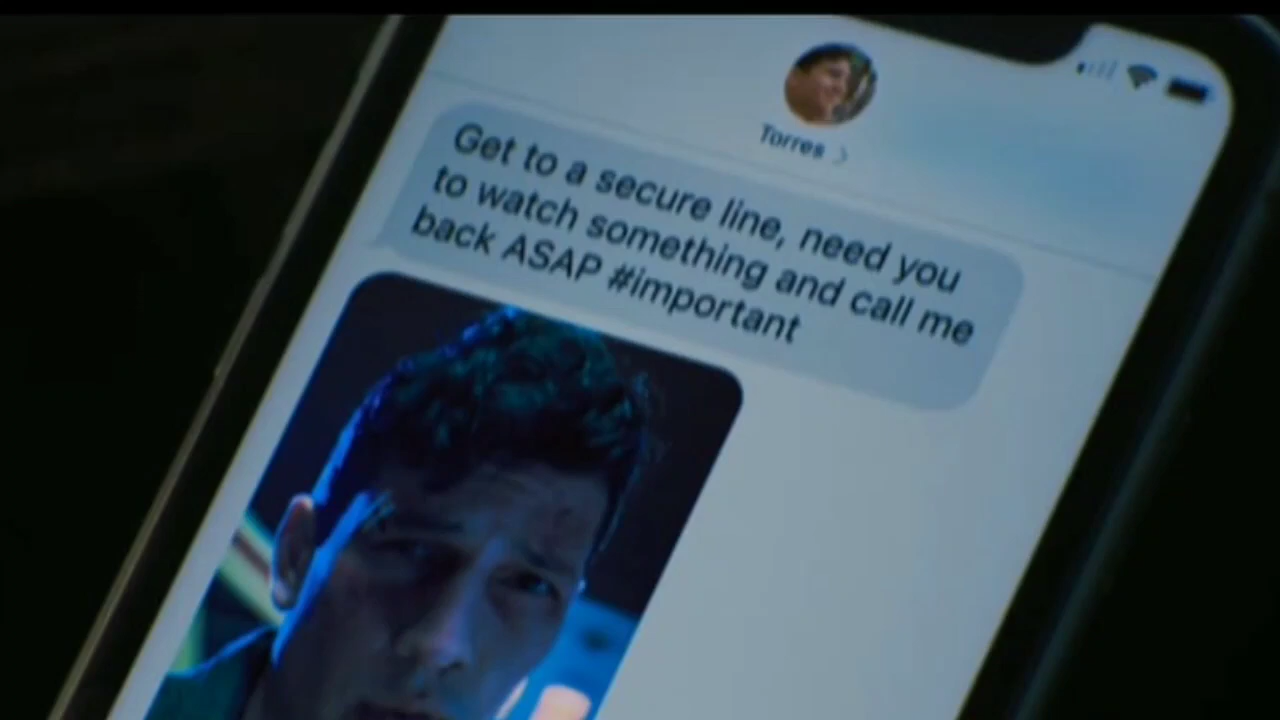 Torres
Get to a secure line, need you
to watch something and call me
back ASAP #important